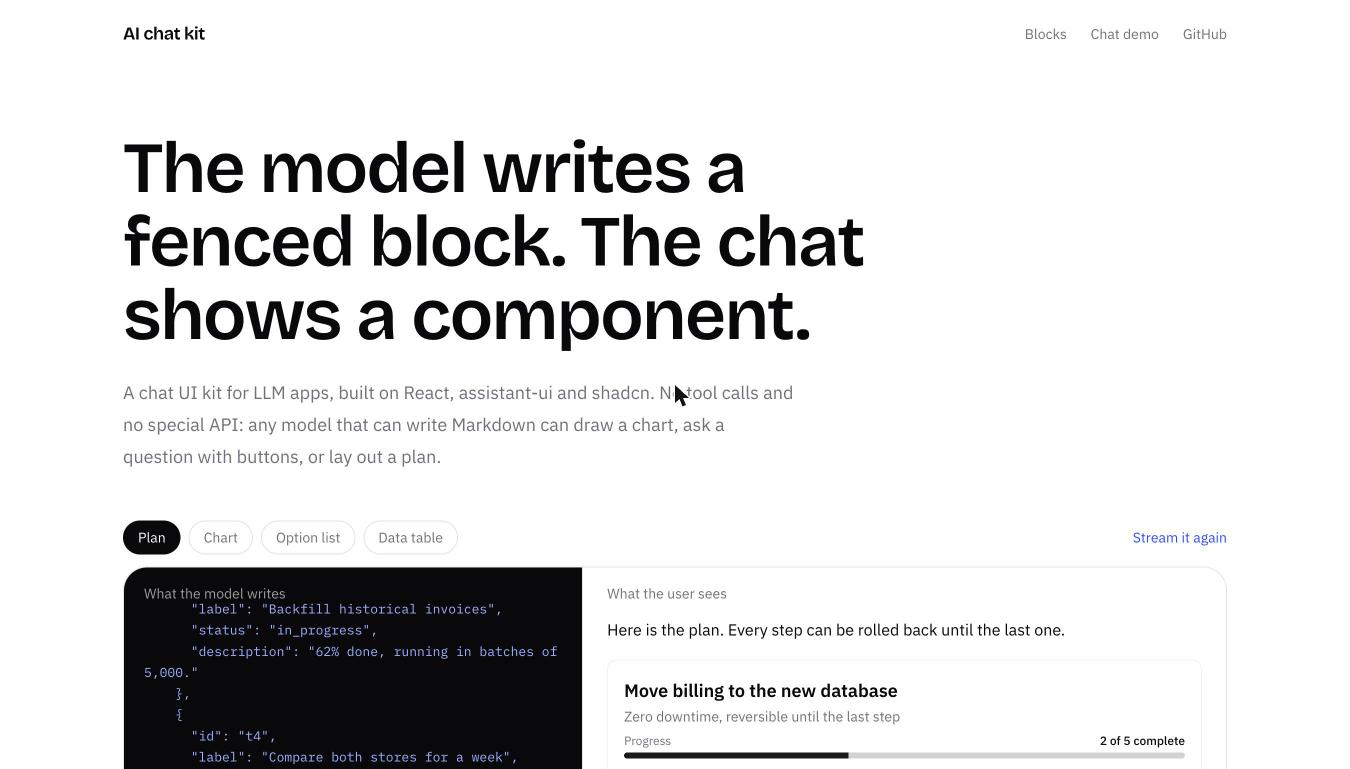 AI chat kit
Blocks
Chat demo
GitHub
The model writes a
fenced block. The chat
shows a component.
A chat UI kit for LLM apps, built on React, assistant-ui and shadcn. No tool calls and
no special API: any model that can write Markdown can draw a chart, ask a
question with buttons, or lay out a plan.
Plan
Chart
Option list
Data table
Stream it again
What the model writes
"label": "Backfill historical invoices",
"status": "in_progress",
"description": "62% done, running in batches of
5,000."
},
{
"id": "t4",
"label": "Compare both stores for a week",
What the user sees
Here is the plan. Every step can be rolled back until the last one.
Move billing to the new database
Zero downtime, reversible until the last step
Progress
2 of 5 complete